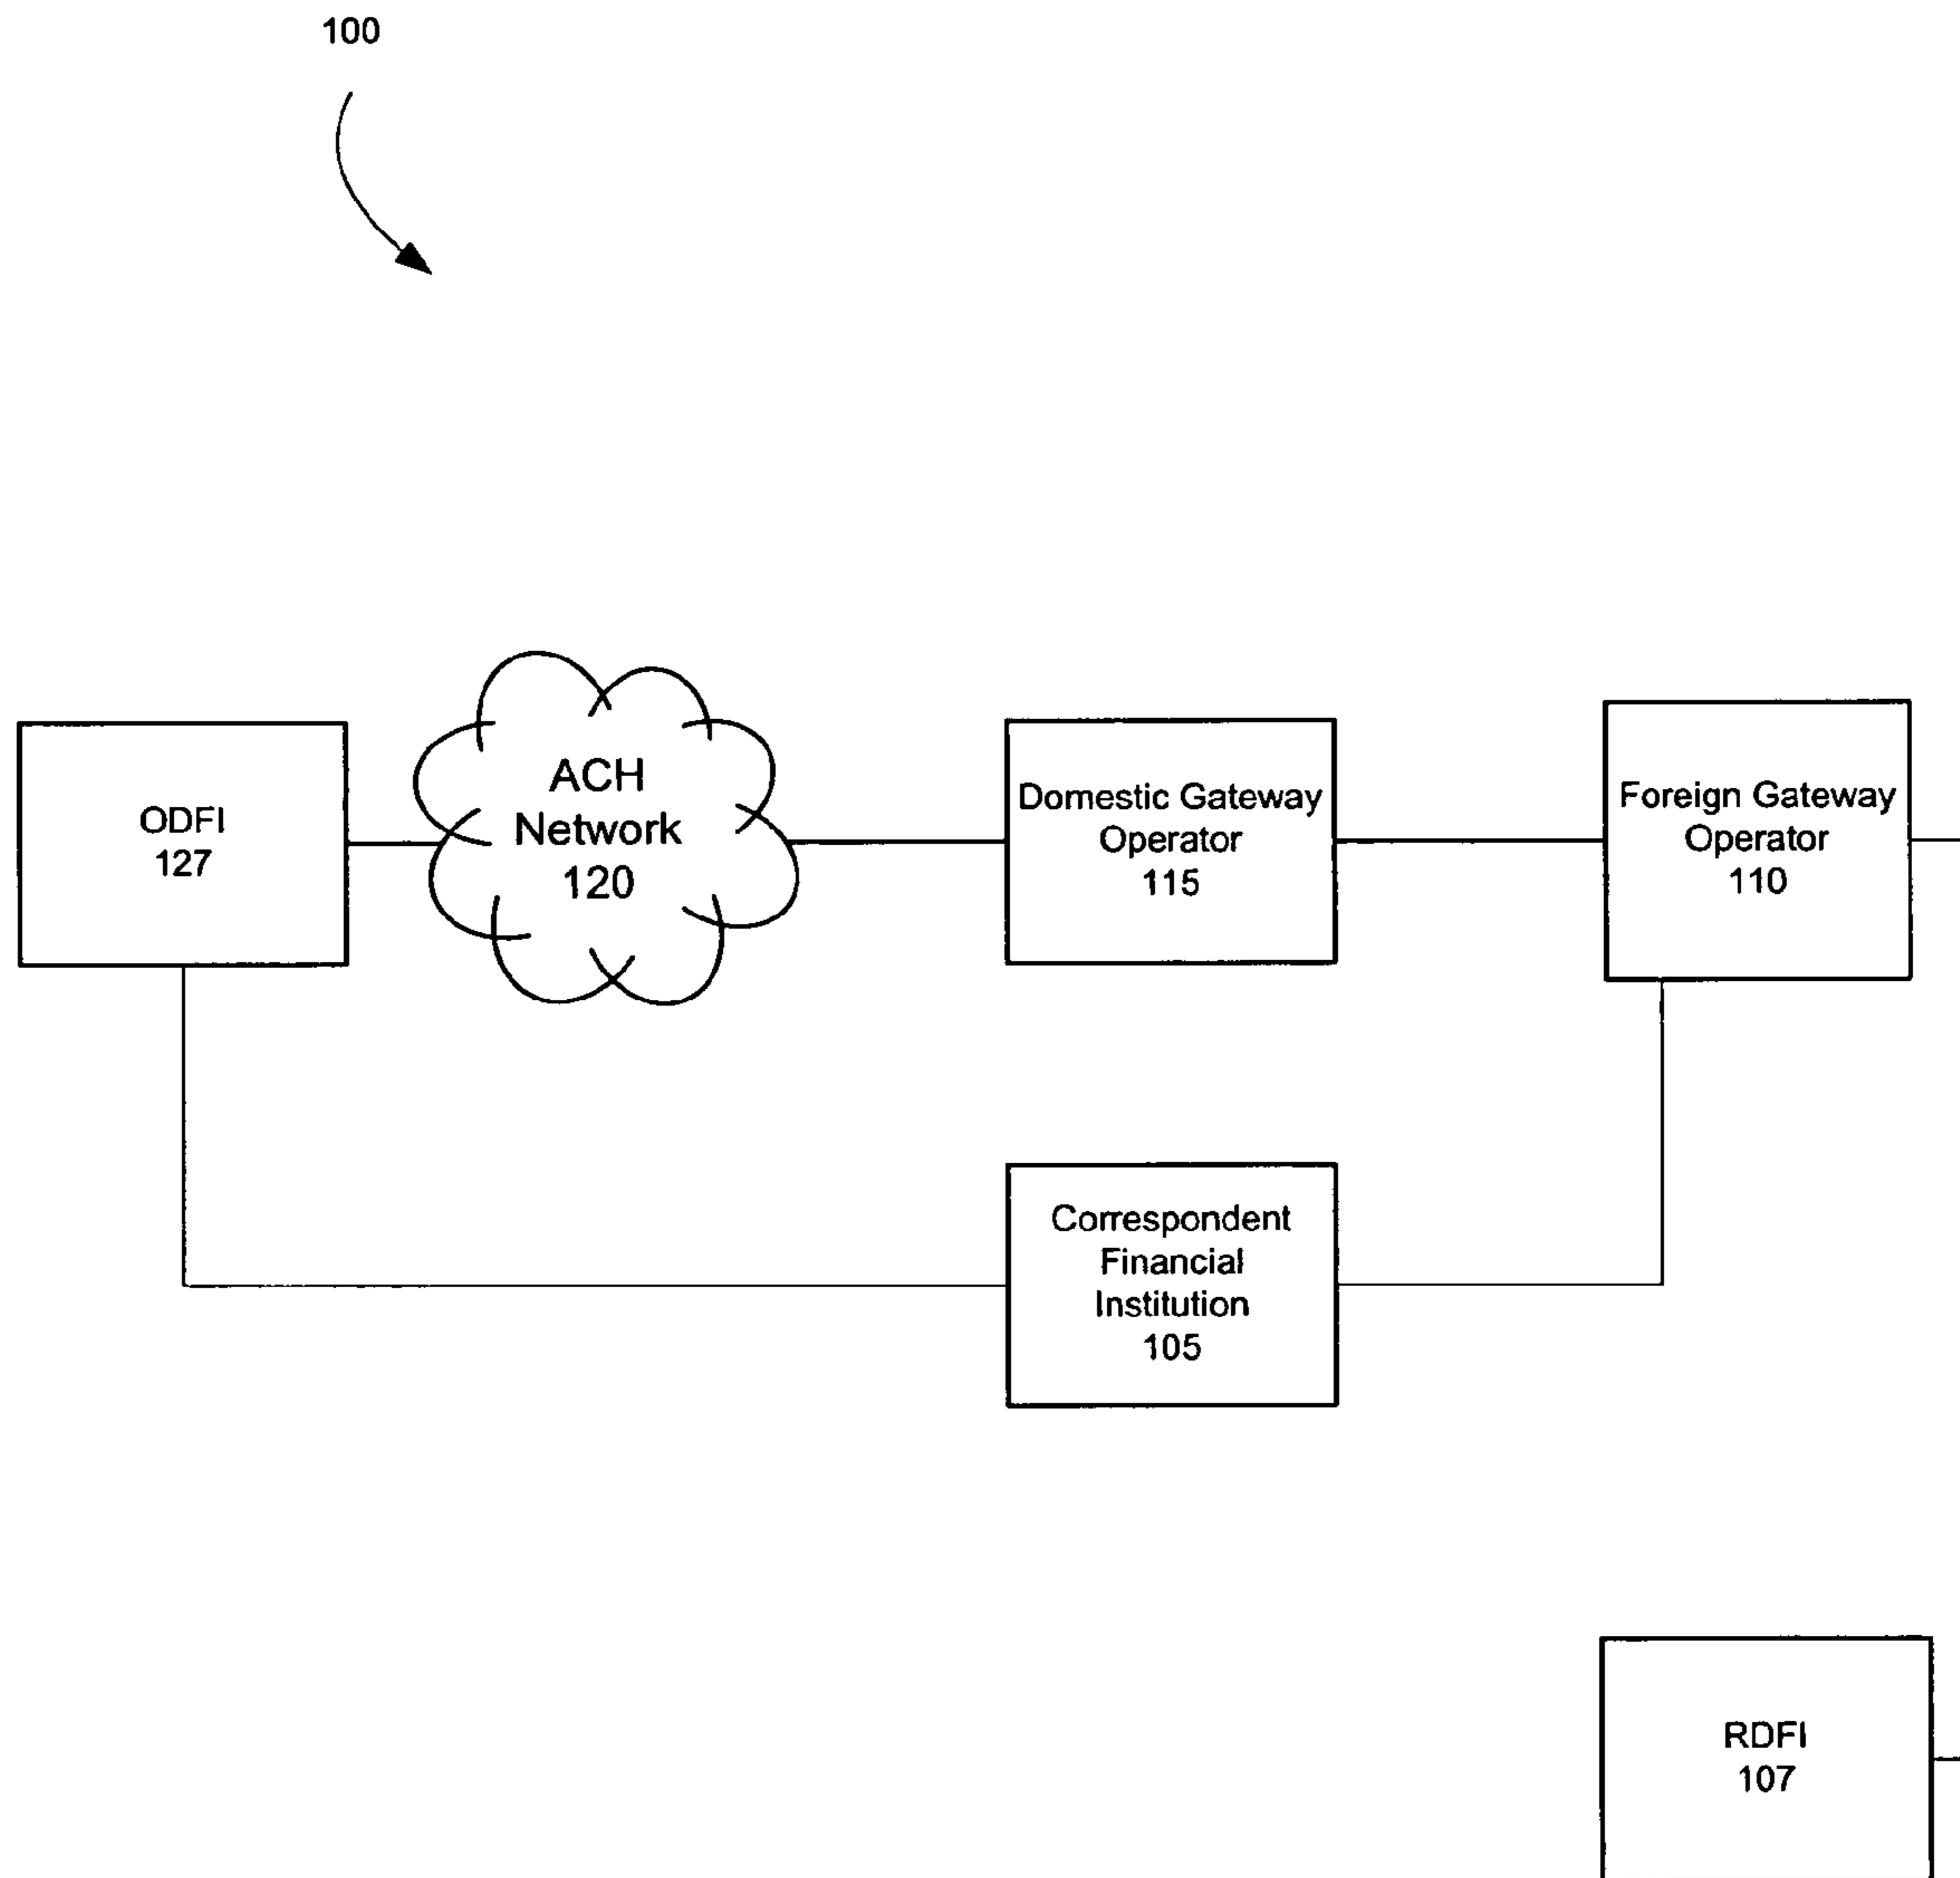 100
ODFI
127
ACH
Network
120
Domestic Gateway
Operator
115
Foreign Gateway
Operator
110
Correspondent
Financial
Institution
105
RDFI
107